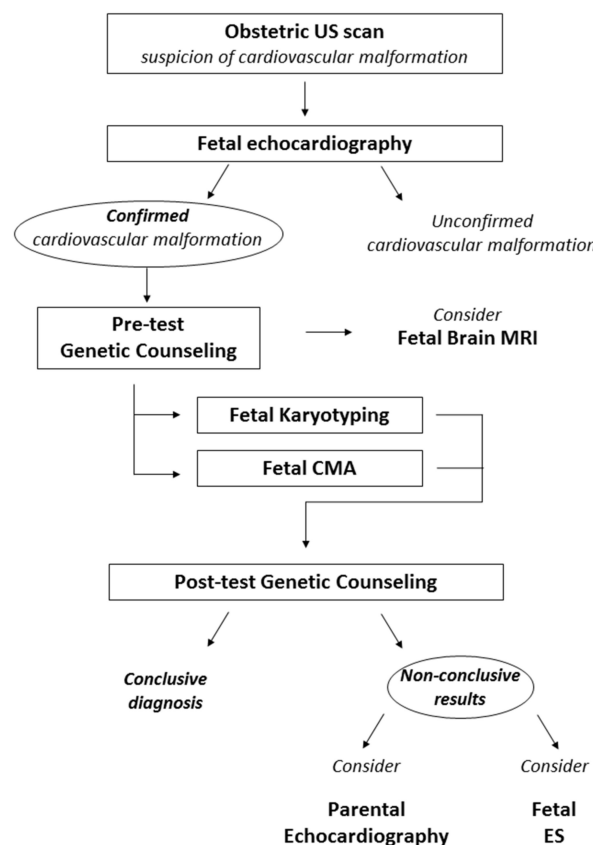 Obstetric US scan
suspicion of cardiovascular malformation
Fetal echocardiography
Confirmed
cardiovascular malformation
Unconfirmed
cardiovascular malformation
Pre-test
Genetic Counseling
Consider
Fetal Brain MRI
Fetal Karyotyping
Fetal CMA
Post-test Genetic Counseling
Conclusive
diagnosis
Non-conclusive
results
Consider
Parental
Echocardiography
Consider
Fetal
ES